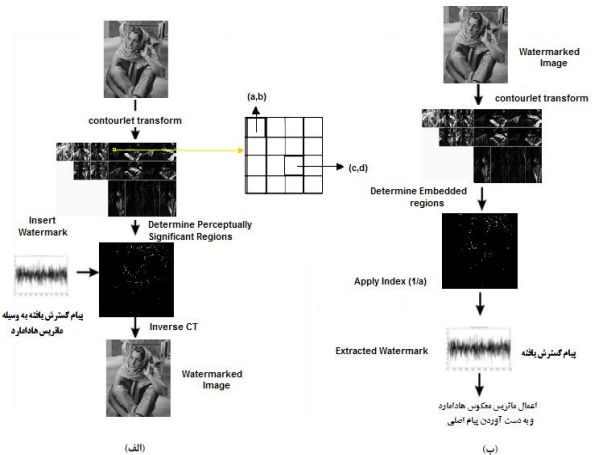 contourlet transform
(a,b)
(c,d)
Determine Perceptually
Significant Regions
Insert
Watermark
پیام گسترش یافته به وسیله
ماتریس هادامارد
Inverse CT
Watermarked
Image
(الف)
Watermarked
Image
contourlet transform
Determine Embedded
regions
Apply Index (1/a)
Extracted Watermark
پیام گسترش یافته
اعمال ماتریس معکوس هادامارد
و به دست آوردن پیام اصلی
(ب)